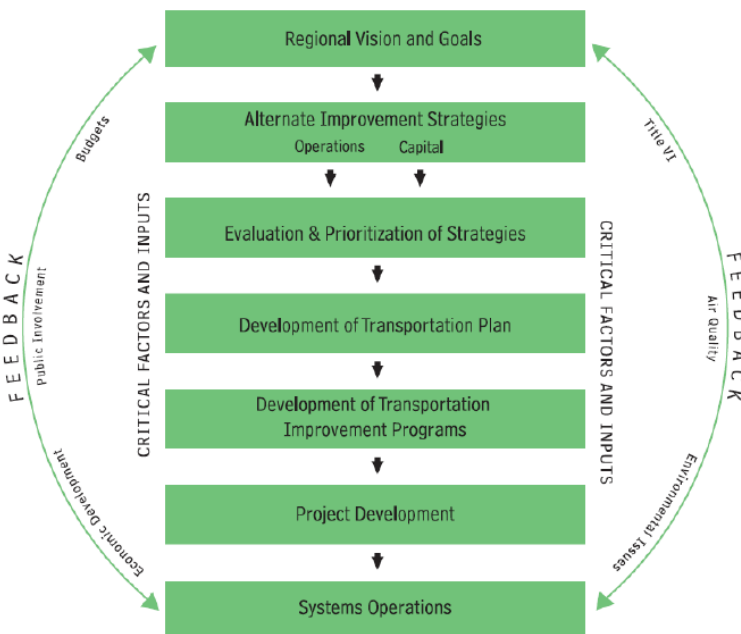 Regional Vision and Goals
Alternate Improvement Strategies
Operations Capital
Evaluation & Prioritization of Strategies
Development of Transportation Plan
Development of Transportation
Improvement Programs
Project Development
Systems Operations
FEEDBACK
Budgets
Public Involvement
Economic Development
CRITICAL FACTORS AND INPUTS
CRITICAL FACTORS AND INPUTS
Title VI
Air Quality
Environmental Issues
FEEDBACK